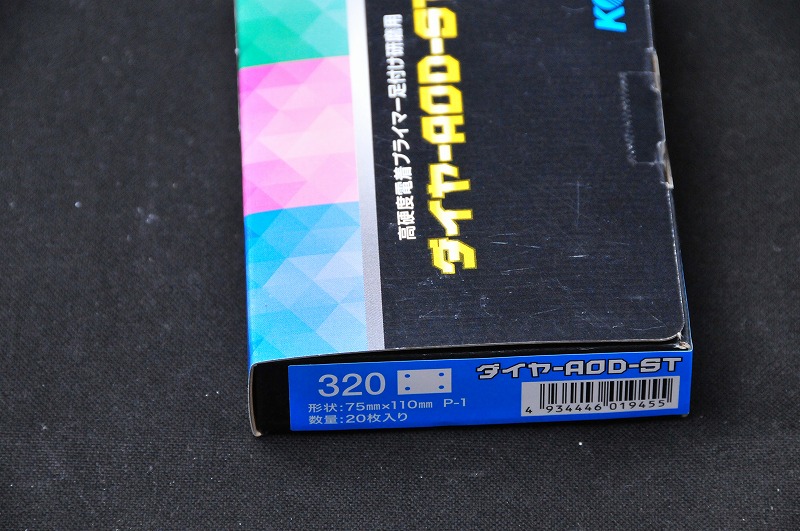 高硬度電着プライマー足付け研磨用
ダイヤ-AOD-ST
320
ダイヤ-AOD-ST
形状:75mm×110mm P-1
数量:20枚入り
4 934446 019455